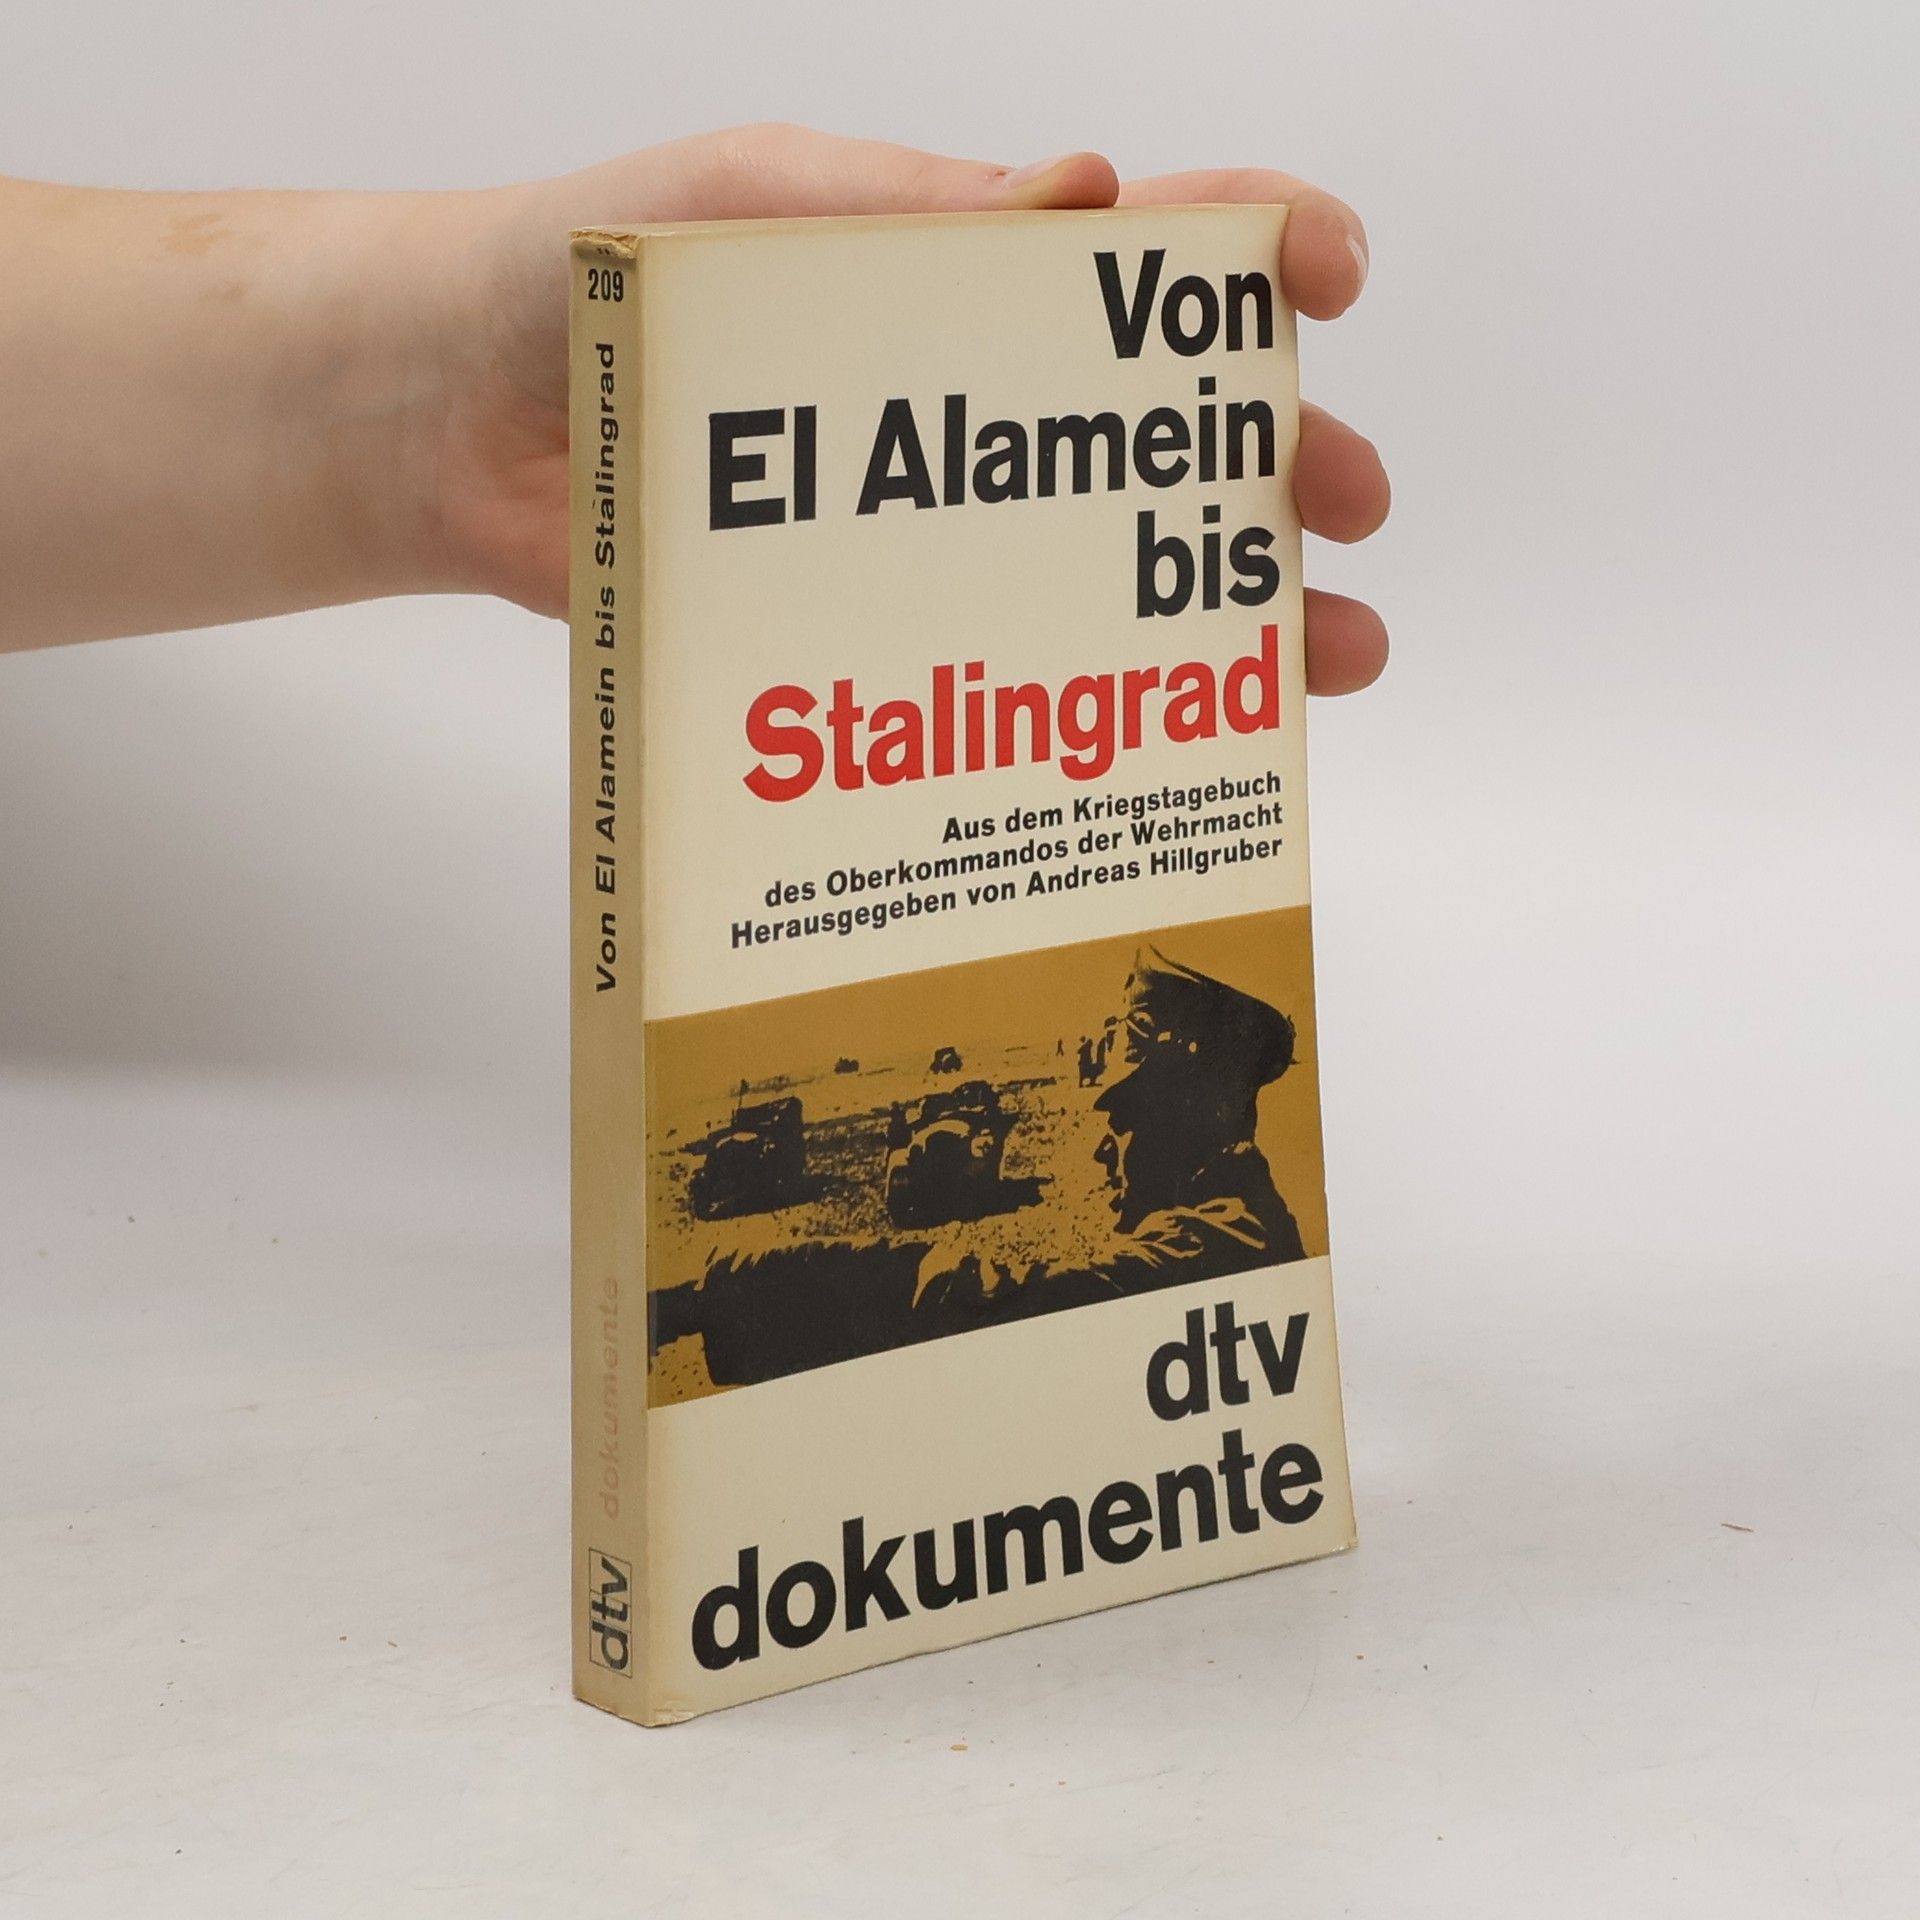 209
Von El Alamein bis Stalingrad
dokumente
dtv
Von
El Alamein
bis
Stalingrad
Aus dem Kriegstagebuch
des Oberkommandos der Wehrmacht
Herausgegeben von Andreas Hillgruber
dtv
dokumente